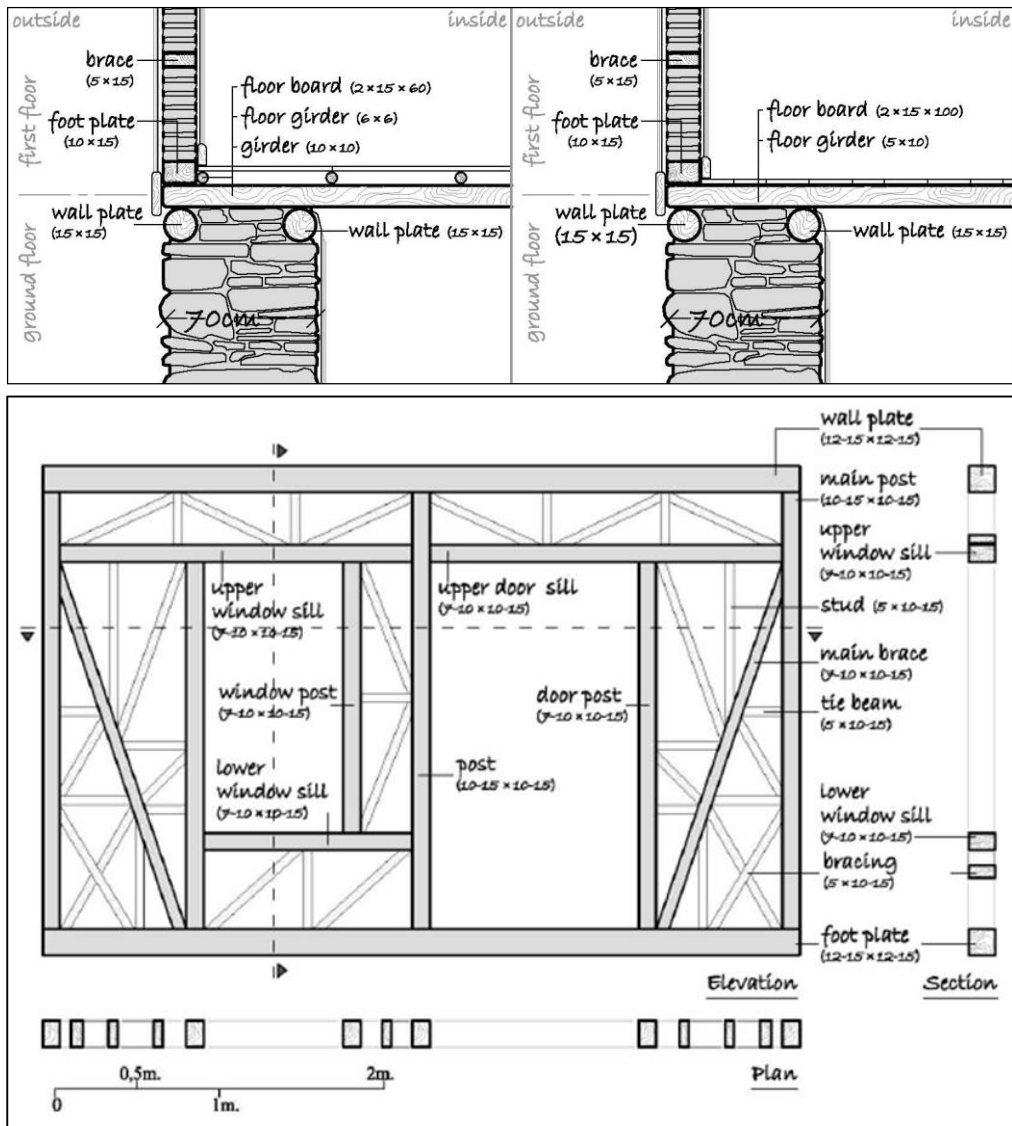 outside
inside
brace
(5×15)
foot plate
(10×15)
floor board (2×15×60)
floor girder (6×6)
girder (10×10)
first floor
ground floor
wall plate
(15×15)
wall plate (15×15)
70cm
outside
inside
brace
(5×15)
foot plate
(10×15)
floor board (2×15×100)
floor girder (5×10)
first floor
ground floor
wall plate
(15×15)
wall plate (15×15)
70cm
wall plate
(12-15×12-15)
main post
(10-15×10-15)
upper
window sill
(7-10×10-15)
stud (5×10-15)
main brace
(7-10×10-15)
tie beam
(5×10-15)
lower
window sill
(7-10×10-15)
bracing
(5×10-15)
foot plate
(12-15×12-15)
upper
window sill
(7-10×10-15)
upper door sill
(7-10×10-15)
window post
(7-10×10-15)
door post
(7-10×10-15)
lower
window sill
(7-10×10-15)
post
(10-15×10-15)
Elevation
Section
Plan
0,5m.
2m.
0
1m.